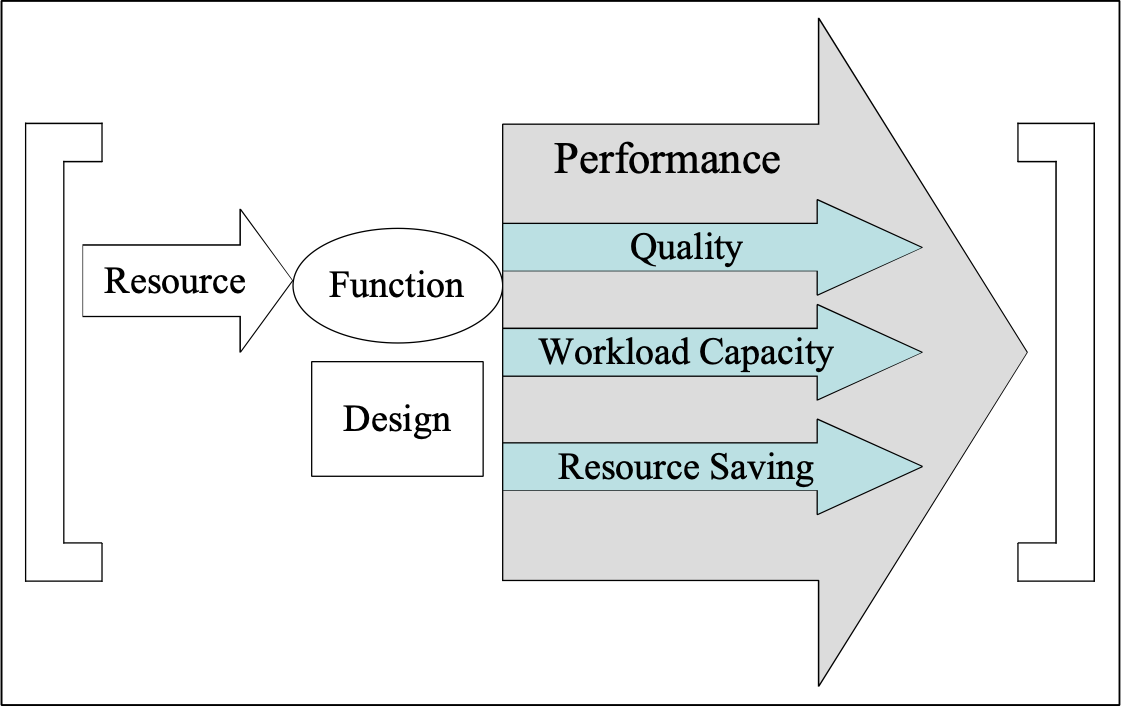 Performance
Quality
Resource
Function
Workload Capacity
Design
Resource Saving